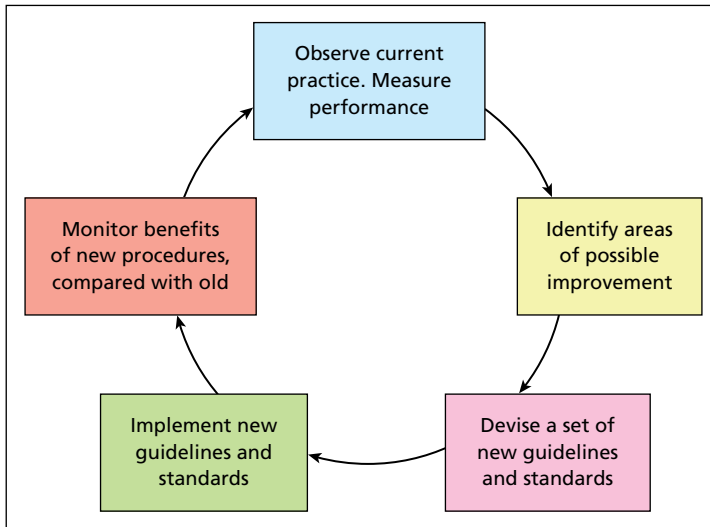 Observe current
practice. Measure
performance
Identify areas
of possible
improvement
Devise a set of
new guidelines
and standards
Implement new
guidelines and
standards
Monitor benefits
of new procedures,
compared with old